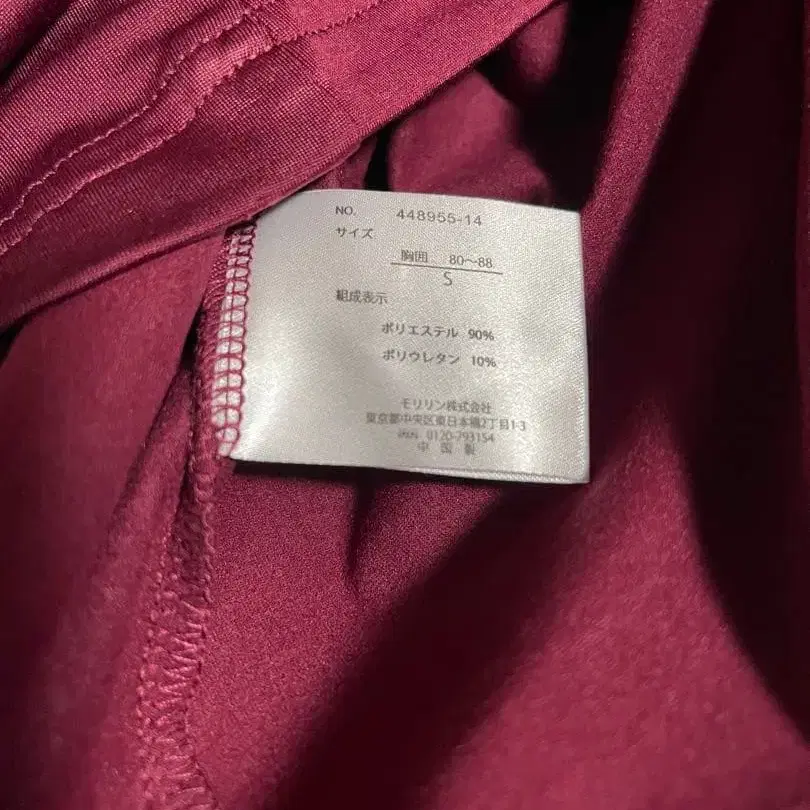 NO. 448955-14
サイズ
胸囲 80〜88
S
組成表示
ポリエステル 90%
ポリウレタン 10%
モリリン株式会社
東京都中央区東日本橋2丁目1-3
0120-793154
中国製